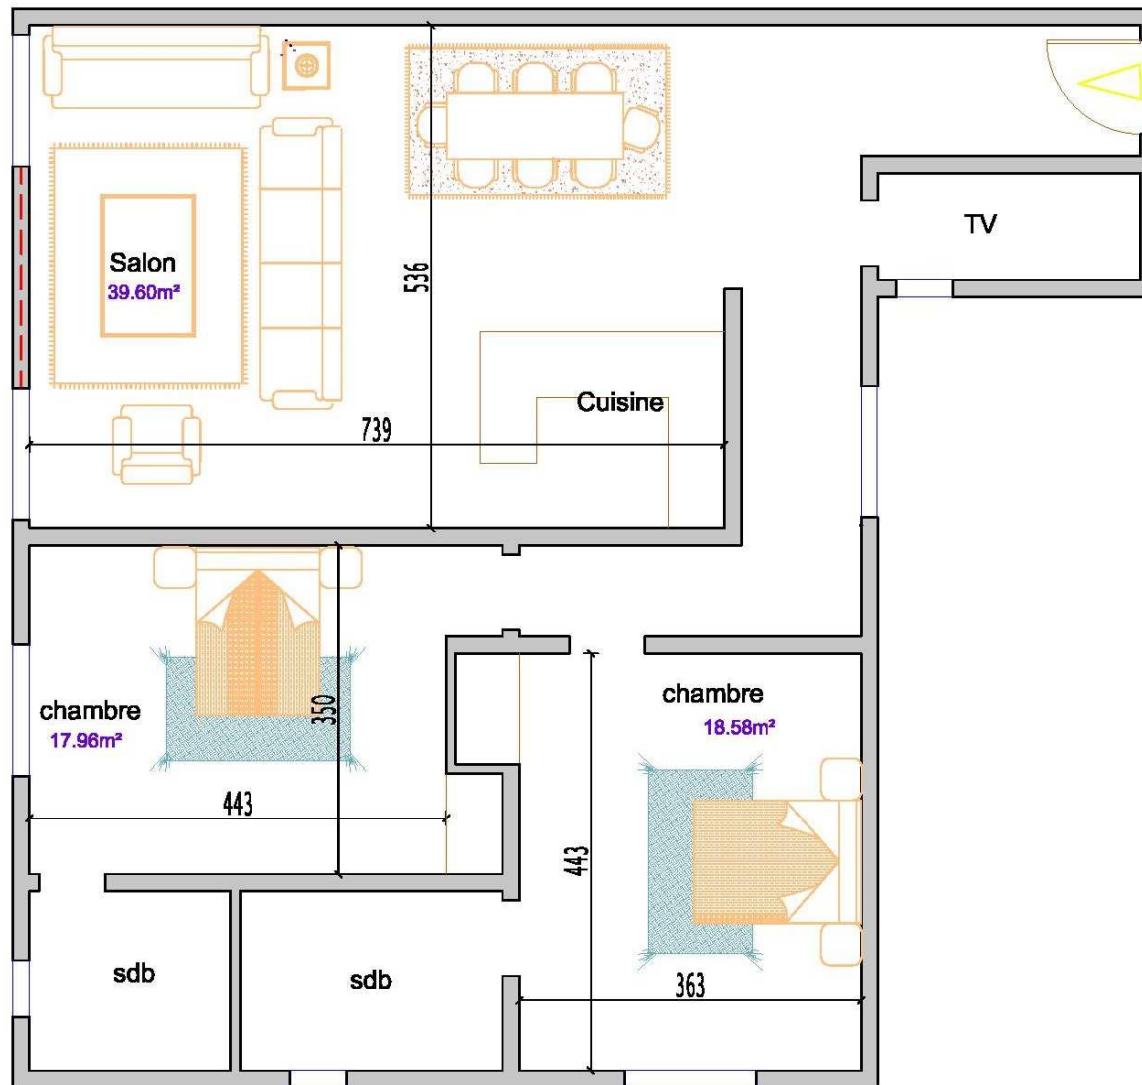 TV
Salon
39.60m²
536
Cuisine
739
chambre
17.96m²
350
chambre
18.58m²
443
443
sdb
sdb
363